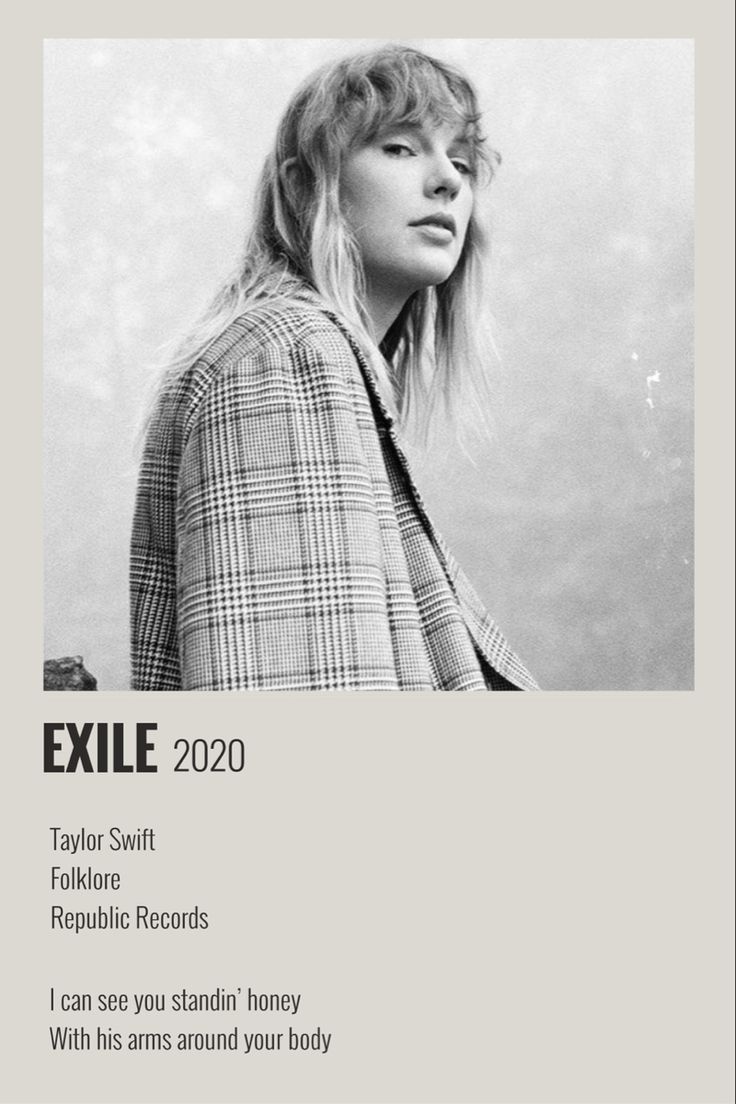 EXILE 2020
Taylor Swift
Folklore
Republic Records
I can see you standin’ honey
With his arms around your body